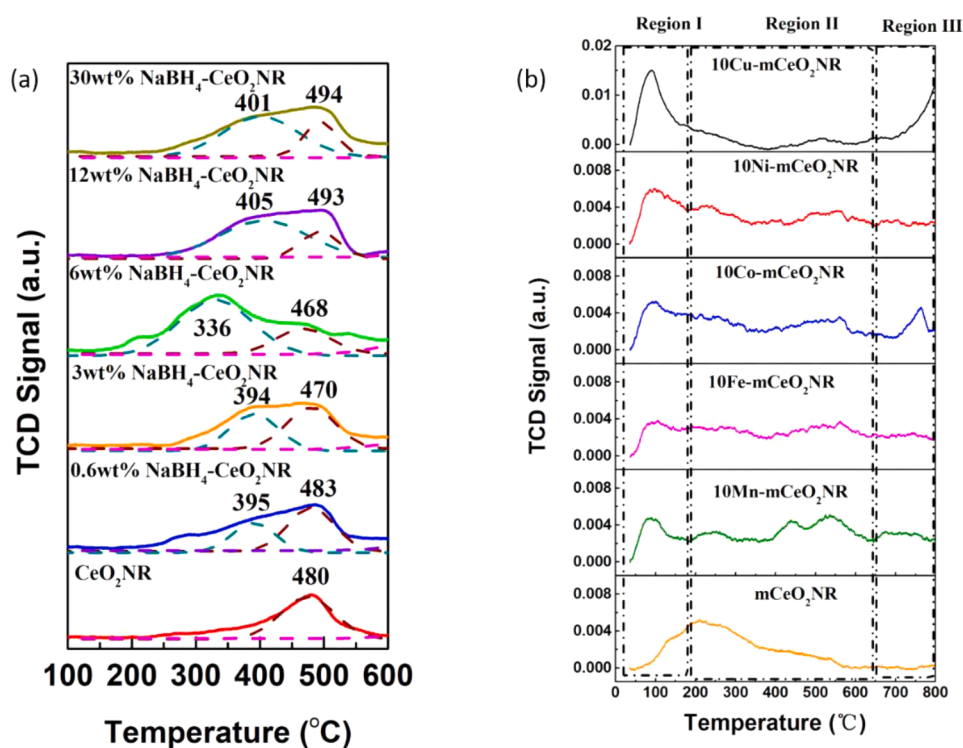 (a)
30wt% NaBH₄-CeO₂NR
401
494
12wt% NaBH₄-CeO₂NR
405
493
6wt% NaBH₄-CeO₂NR
336
468
3wt% NaBH₄-CeO₂NR
394
470
0.6wt% NaBH₄-CeO₂NR
395
483
CeO₂NR
480
TCD Signal (a.u.)
100 200 300 400 500 600
Temperature (°C)
(b)
Region I Region II Region III
0.02
0.01
0.00
10Cu-mCeO₂NR
0.008
0.004
0.000
10Ni-mCeO₂NR
0.008
0.004
0.000
10Co-mCeO₂NR
0.008
0.004
0.000
10Fe-mCeO₂NR
0.008
0.004
0.000
10Mn-mCeO₂NR
0.008
0.004
0.000
mCeO₂NR
TCD Signal (a.u.)
0 100 200 300 400 500 600 700 800
Temperature (℃)